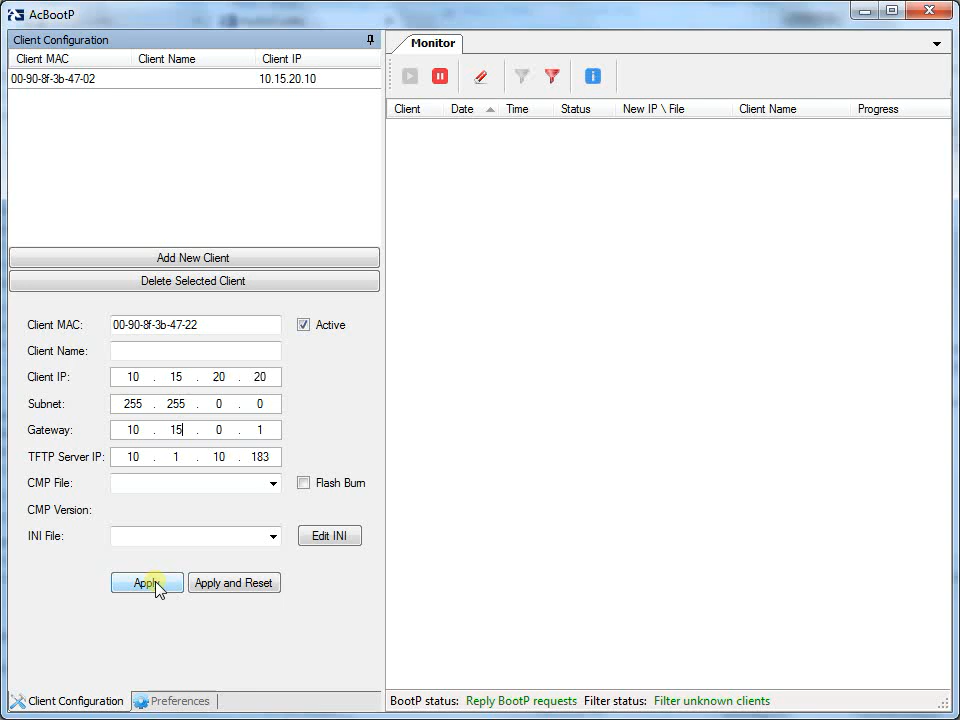 AcBootP
Client Configuration
Client MAC Client Name Client IP
00-90-8f-3b-47-02 10.15.20.10
Add New Client
Delete Selected Client
Client MAC: 00-90-8f-3b-47-22 Active
Client Name:
Client IP: 10 . 15 . 20 . 20
Subnet: 255 . 255 . 0 . 0
Gateway: 10 . 15 . 0 . 1
TFTP Server IP: 10 . 1 . 10 . 183
CMP File: Flash Burn
CMP Version:
INI File: Edit INI
Apply Apply and Reset
Client Configuration Preferences
Monitor
Client Date Time Status New IP \ File Client Name Progress
BootP status: Reply BootP requests Filter status: Filter unknown clients